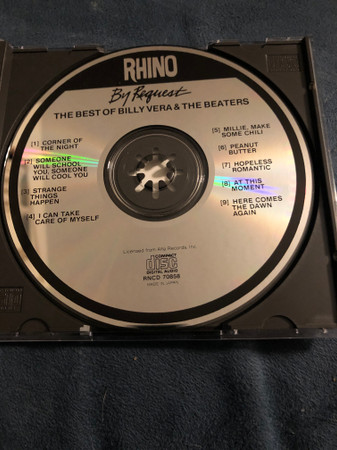 RHINO
By Request
THE BEST OF BILLY VERA & THE BEATERS
[1] CORNER OF
THE NIGHT
[2] SOMEONE
WILL SCHOOL
YOU, SOMEONE
WILL COOL YOU
[3] STRANGE
THINGS
HAPPEN
[4] I CAN TAKE
CARE OF MYSELF
[5] MILLIE, MAKE
SOME CHILI
[6] PEANUT
BUTTER
[7] HOPELESS
ROMANTIC
[8] AT THIS
MOMENT
[9] HERE COMES
THE DAWN
AGAIN
Licensed from Alfa Records, Inc.
COMPACT
disc
DIGITAL AUDIO
RNCD 70858
MADE IN JAPAN